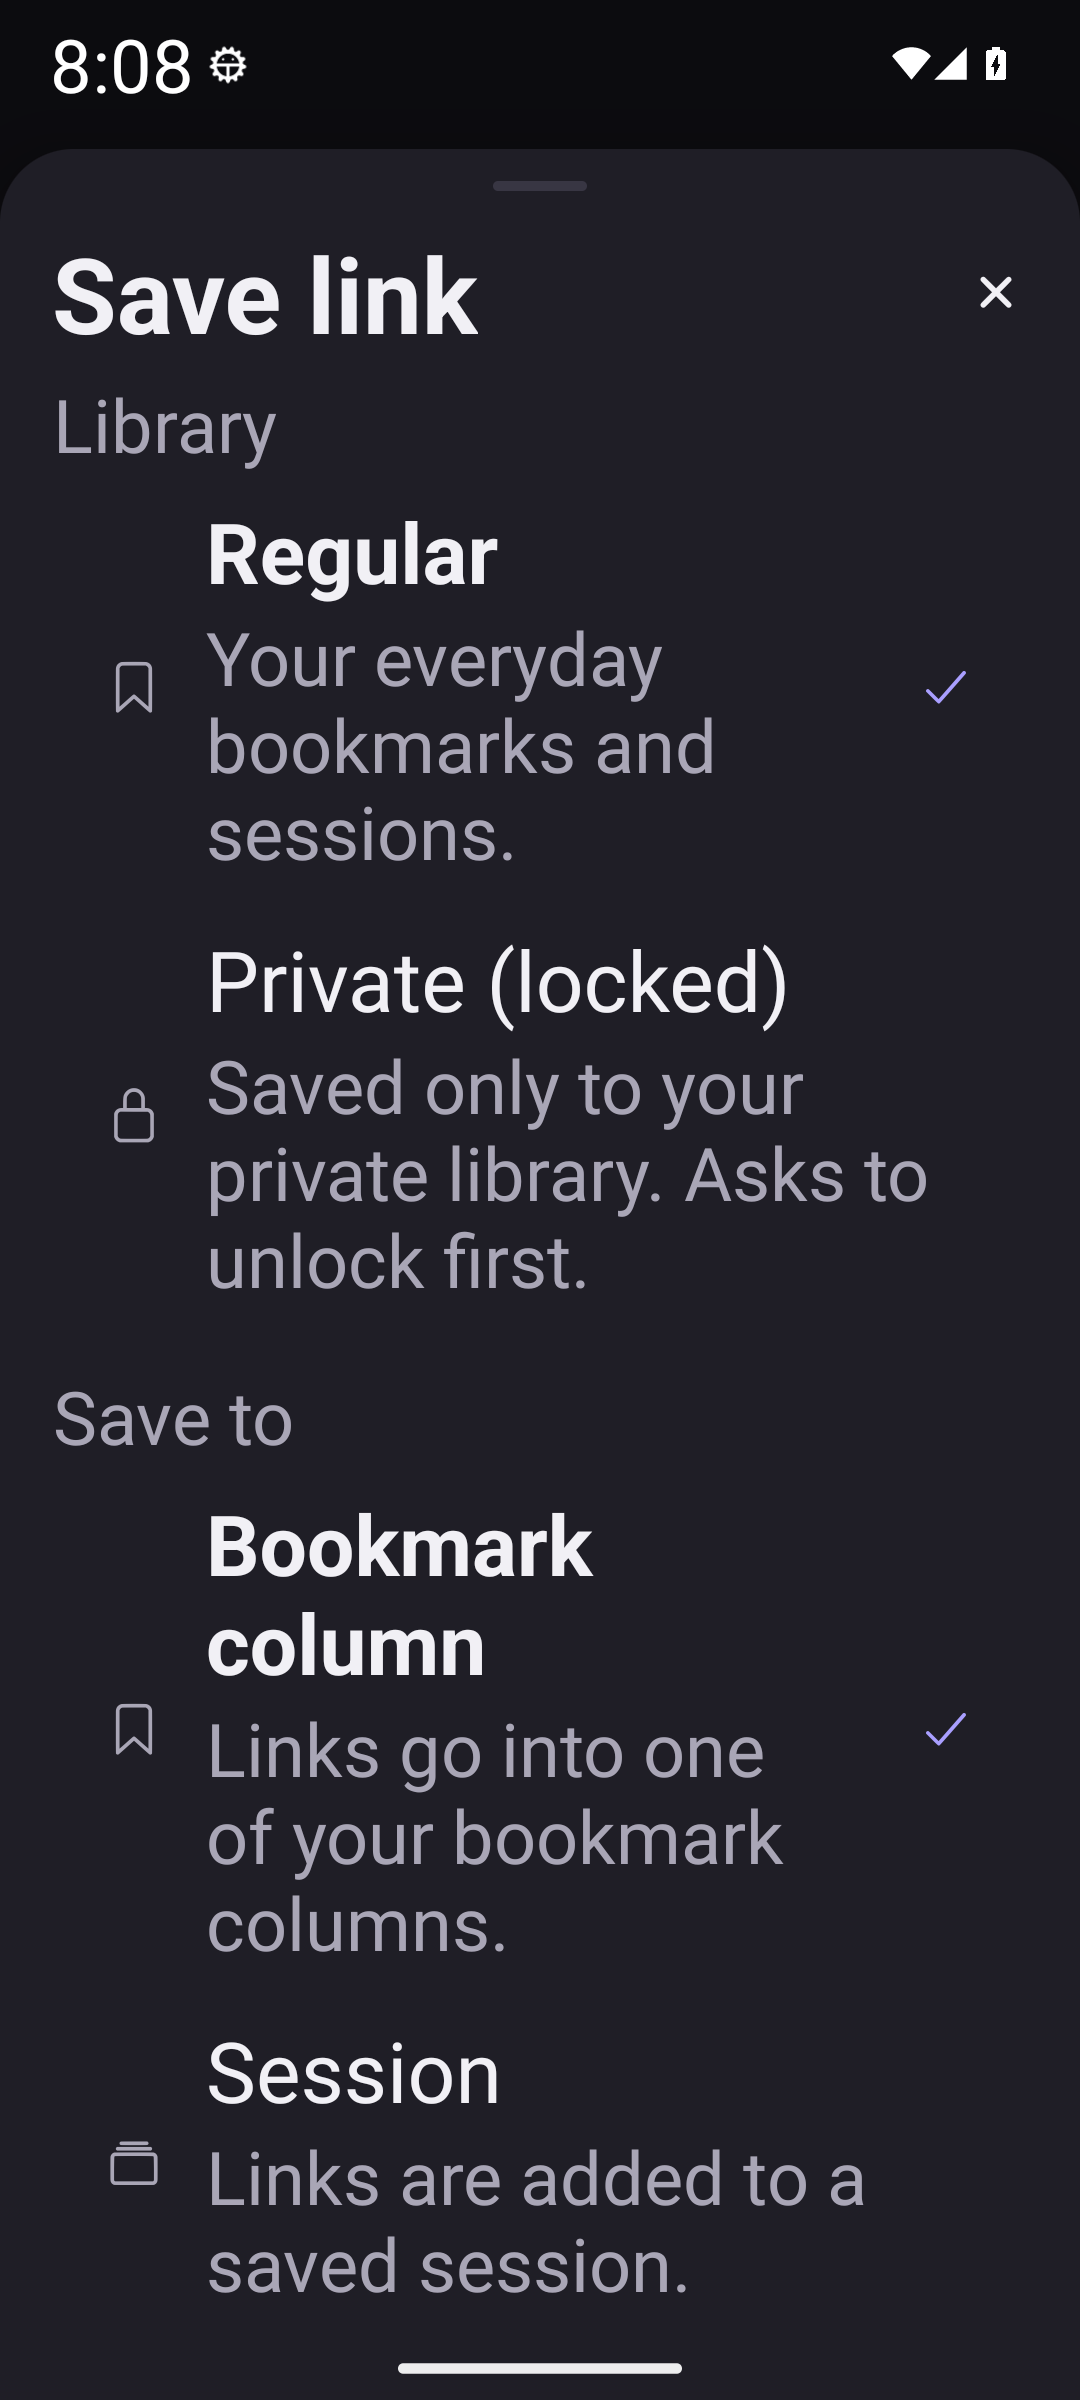 8:08
Save link
Library
Regular
Your everyday
bookmarks and
sessions.
Private (locked)
Saved only to your
private library. Asks to
unlock first.
Save to
Bookmark
column
Links go into one
of your bookmark
columns.
Session
Links are added to a
saved session.